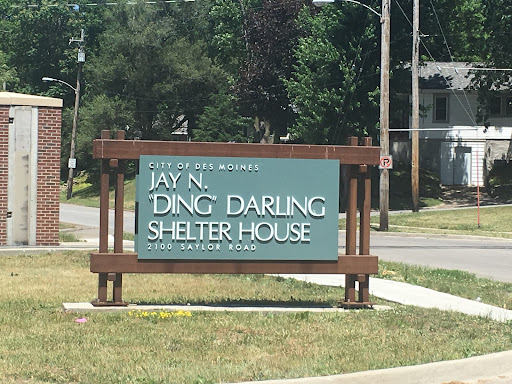 CITY OF DES MOINES
JAY N.
"DING" DARLING
SHELTER HOUSE
2100 SAYLOR ROAD